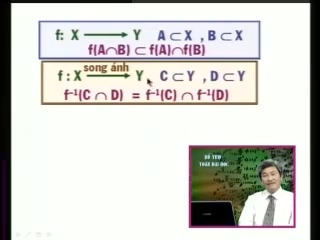 f: X ⟶ Y A ⊂ X , B ⊂ X
f(A∩B) ⊂ f(A)∩f(B)
song ánh
f : X ⟶ Y, C ⊂ Y , D ⊂ Y
f⁻¹(C ∩ D) = f⁻¹(C) ∩ f⁻¹(D)